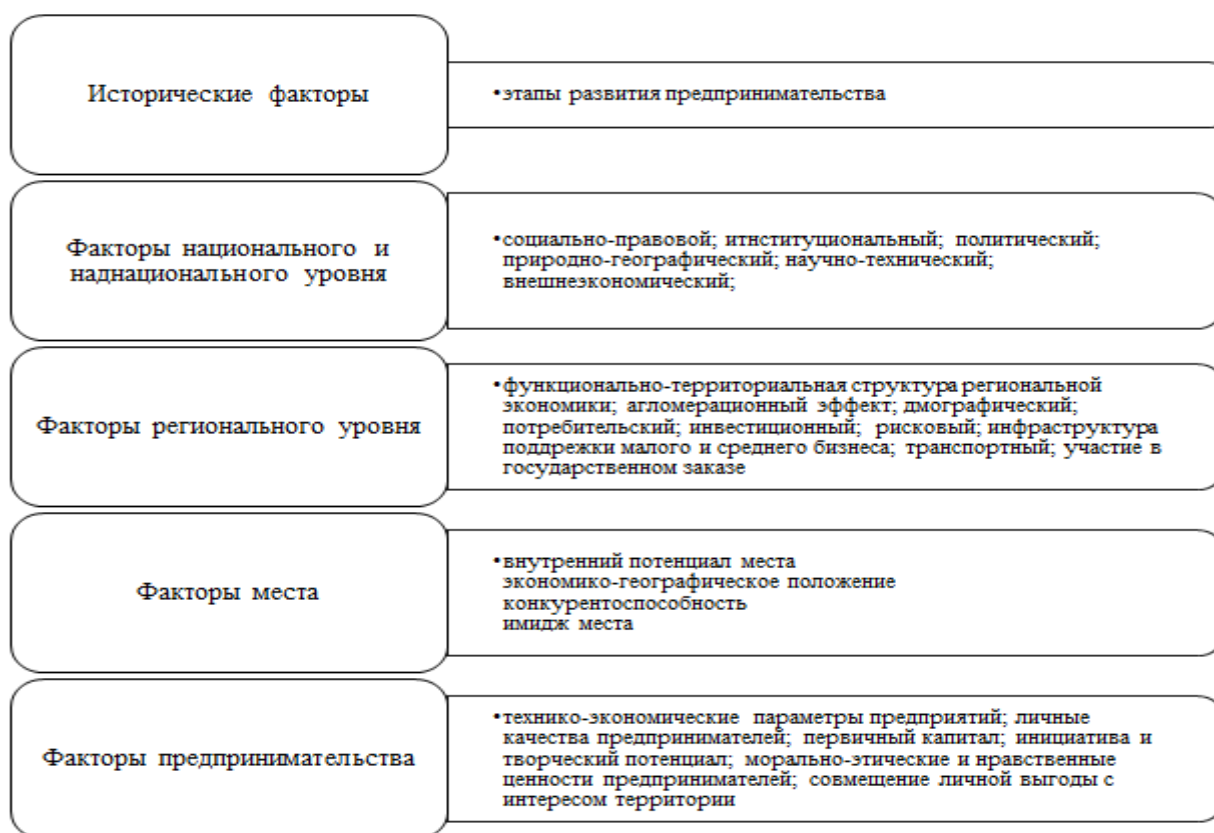 Исторические факторы
•этапы развития предпринимательства
Факторы национального и
наднационального уровня
•социально-правовой; итнституциональный; политический;
природно-географический; научно-технический;
внешнеэкономический;
Факторы регионального уровня
•функционально-территориальная структура региональной
экономики; агломерационный эффект; дмографический;
потребительский; инвестиционный; рисковый; инфраструктура
поддрежки малого и среднего бизнеса; транспортный; участие в
государственном заказе
Факторы места
•внутренний потенциал места
экономико-географическое положение
конкурентоспособность
имидж места
Факторы предпринимательства
•технико-экономические параметры предприятий; личные
качества предпринимателей; первичный капитал; инициатива и
творческий потенциал; морально-этические и нравственные
ценности предпринимателей; совмещение личной выгоды с
интересом территории